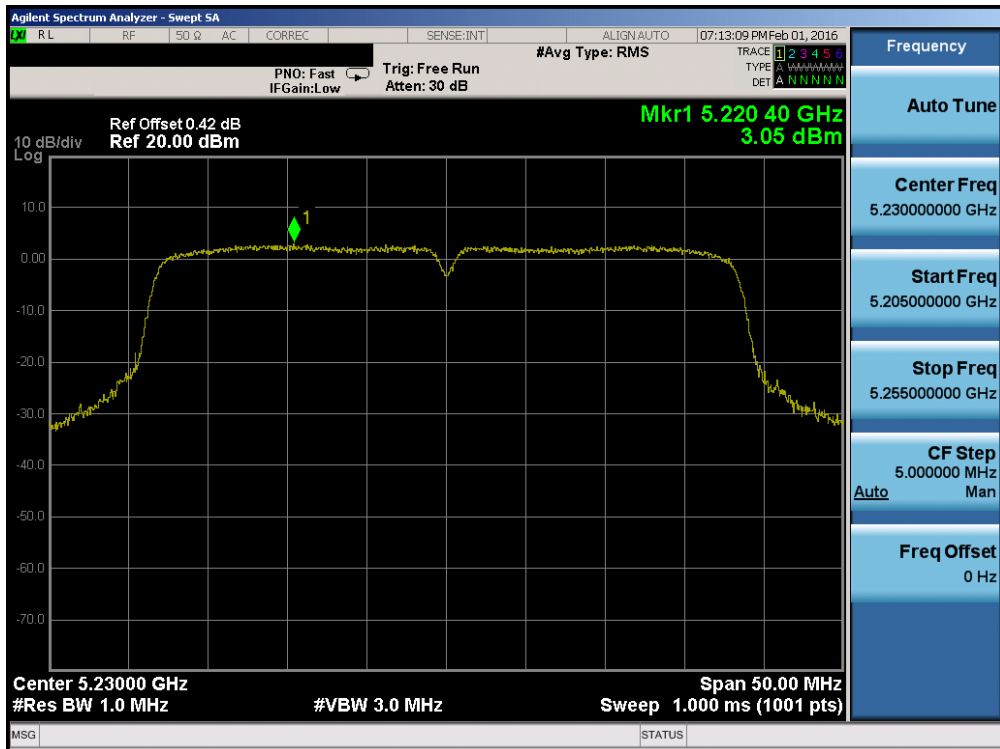 Agilent Spectrum Analyzer - Swept SA
LXI RL RF 50 Ω AC CORREC SENSE:INT ALIGN AUTO 07:13:09 PM Feb 01, 2016
#Avg Type: RMS TRACE 1 2 3 4 5 6
PNO: Fast Trig: Free Run TYPE A WWWWW
IFGain:Low Atten: 30 dB DET A N N N N N
Frequency
Auto Tune
Mkr1 5.220 40 GHz
3.05 dBm
Ref Offset 0.42 dB
10 dB/div Ref 20.00 dBm
Log
10.0
0.00
-10.0
-20.0
-30.0
-40.0
-50.0
-60.0
-70.0
1
Center Freq
5.230000000 GHz
Start Freq
5.205000000 GHz
Stop Freq
5.255000000 GHz
CF Step
5.000000 MHz
Auto Man
Freq Offset
0 Hz
Center 5.23000 GHz Span 50.00 MHz
#Res BW 1.0 MHz #VBW 3.0 MHz Sweep 1.000 ms (1001 pts)
MSG STATUS